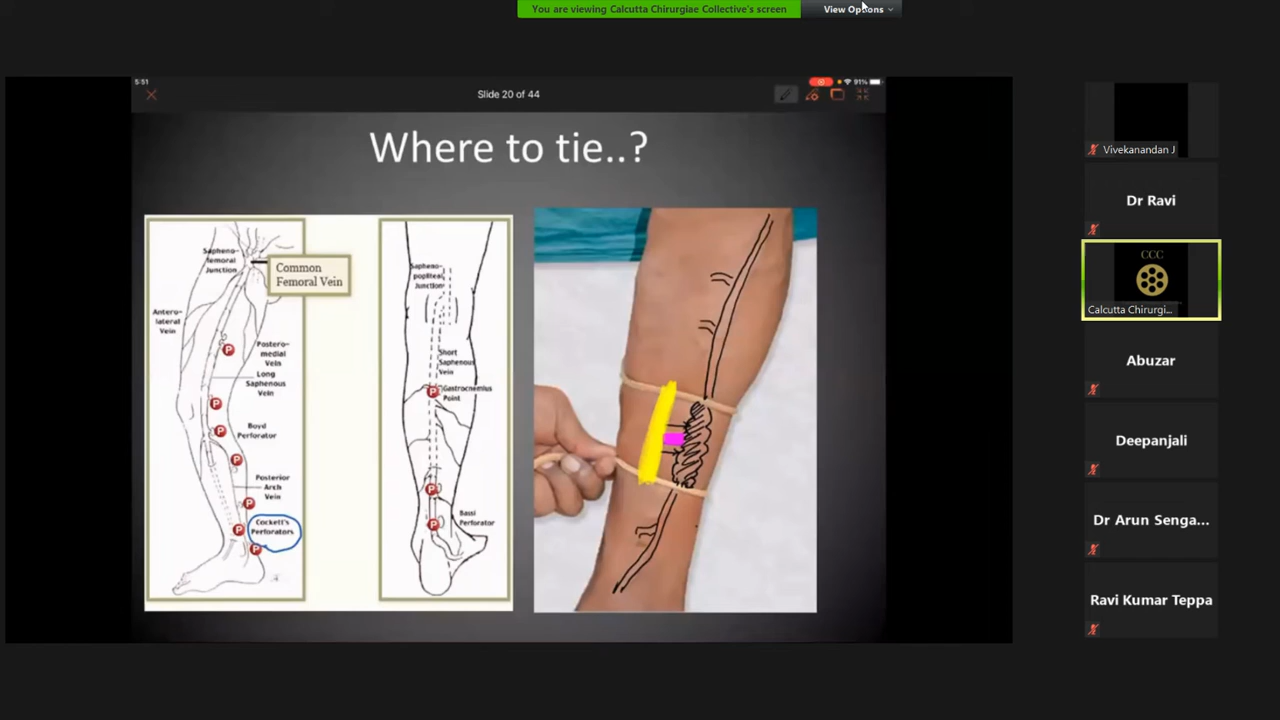 You are viewing Calcutta Chirurgiae Collective's screen
View Options
5:51
91%
Slide 20 of 44
Where to tie..?
Sapheno-
femoral
Junction
Common
Femoral Vein
Antero-
lateral
Vein
P
Postero-
medial
Vein
Long
Saphenous
Vein
P
P
Boyd
Perforator
P
Posterior
Arch
Vein
P
P
Cockett's
Perforators
P
Sapheno-
popliteal
Junction
Short
Saphenous
Vein
P
Gastrocnemius
Point
P
P
Bassi
Perforator
Vivekanandan J
Dr Ravi
CCC
Calcutta Chirurgi...
Abuzar
Deepanjali
Dr Arun Senga...
Ravi Kumar Teppa